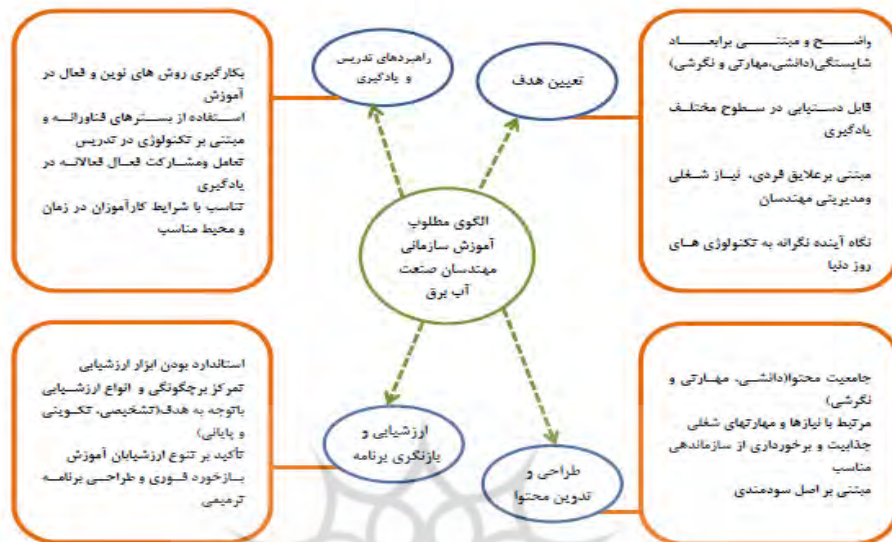 واضح و مبتنی برابعاد
شایستگی(دانشی،مهارتی و نگرشی)
قابل دستیابی در سطوح مختلف
یادگیری
مبتنی برعلایق فردی، نیاز شغلی
ومدیریتی مهندسان
نگاه آینده نگرانه به تکنولوژی های
روز دنیا
تعیین هدف
راهبردهای تدریس
و یادگیری
بکارگیری روش های نوین و فعال در
آموزش
استفاده از بسترهای فناورانه و
مبتنی بر تکنولوژی در تدریس
تعامل ومشارکت فعال فعالانه در
یادگیری
تناسب با شرایط کارآموزان در زمان
و محیط مناسب
الگوی مطلوب
آموزش سازمانی
مهندسان صنعت
آب برق
جامعیت محتوا(دانشی، مهارتی و
نگرشی)
مرتبط با نیازها و مهارتهای شغلی
جذابیت و برخورداری از سازماندهی
مناسب
مبتنی بر اصل سودمندی
طراحی و
تدوین محتوا
ارزشیابی و
بازنگری برنامه
استاندارد بودن ابزار ارزشیابی
تمرکز برچگونگی و انواع ارزشیابی
باتوجه به هدف(تشخیصی، تکوینی
و پایانی)
تأکید بر تنوع ارزشیابان آموزش
بازخورد فوری و طراحی برنامه
ترمیمی